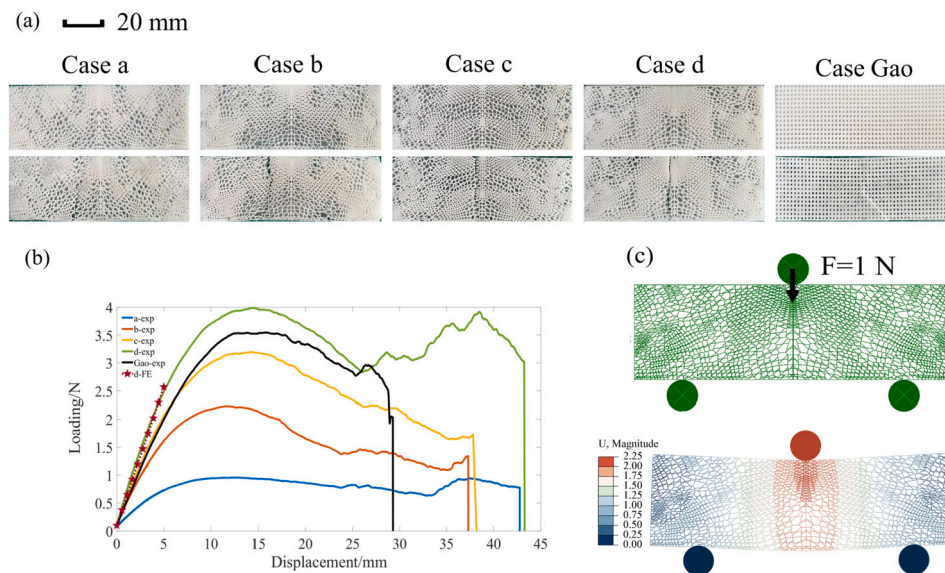 (a) 20 mm
Case a Case b Case c Case d Case Gao
(b)
4
3.5
3
2.5
2
1.5
1
0.5
0
a-exp
b-exp
c-exp
d-exp
Gao-exp
d-FE
Loading/N
0 5 10 15 20 25 30 35 40 45
Displacement/mm
(c)
F=1 N
U, Magnitude
2.25
2.00
1.75
1.50
1.25
1.00
0.75
0.50
0.25
0.00